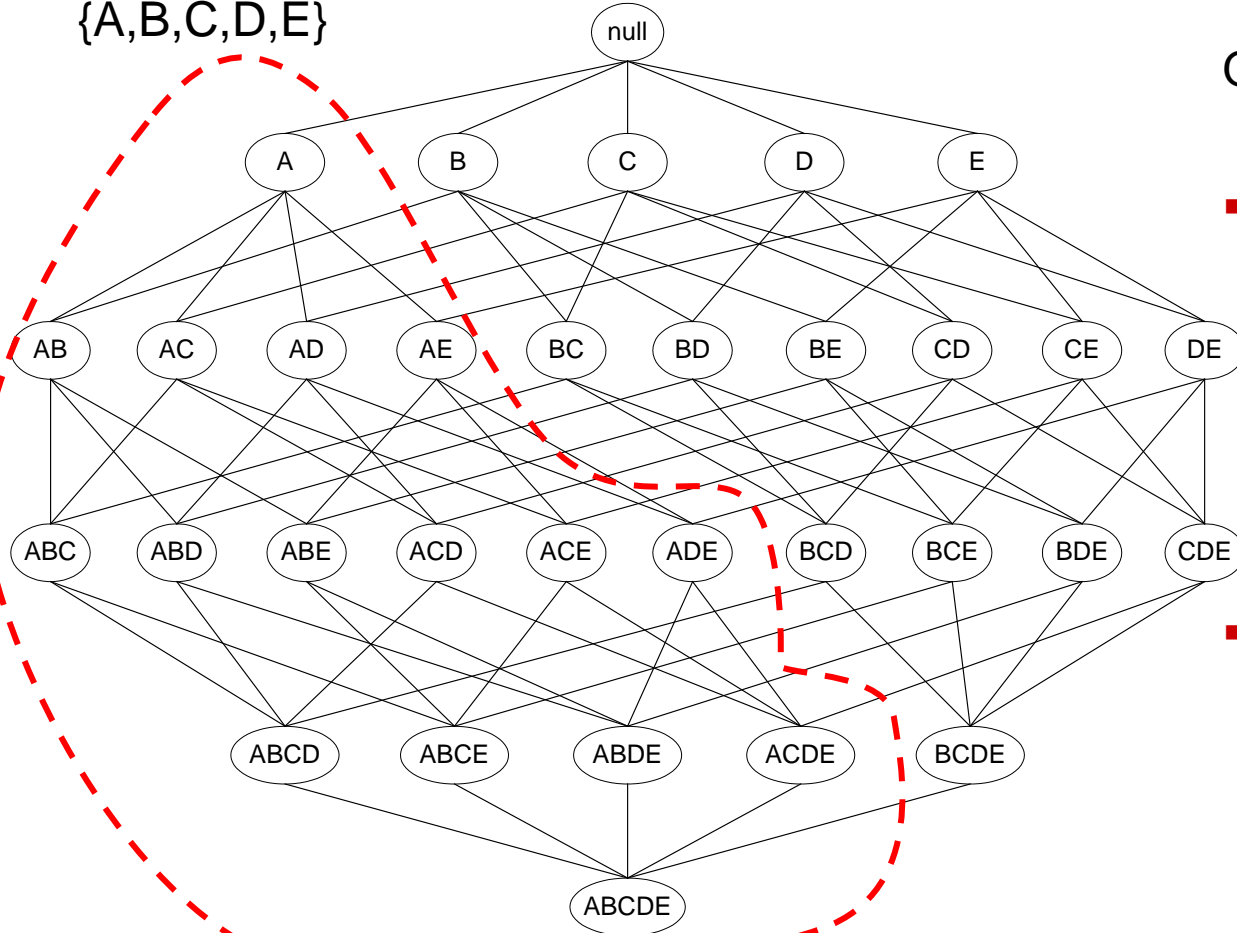 {A,B,C,D,E}
null
A B C D E
AB AC AD AE BC BD BE CD CE DE
ABC ABD ABE ACD ACE ADE BCD BCE BDE CDE
ABCD ABCE ABDE ACDE BCDE
ABCDE